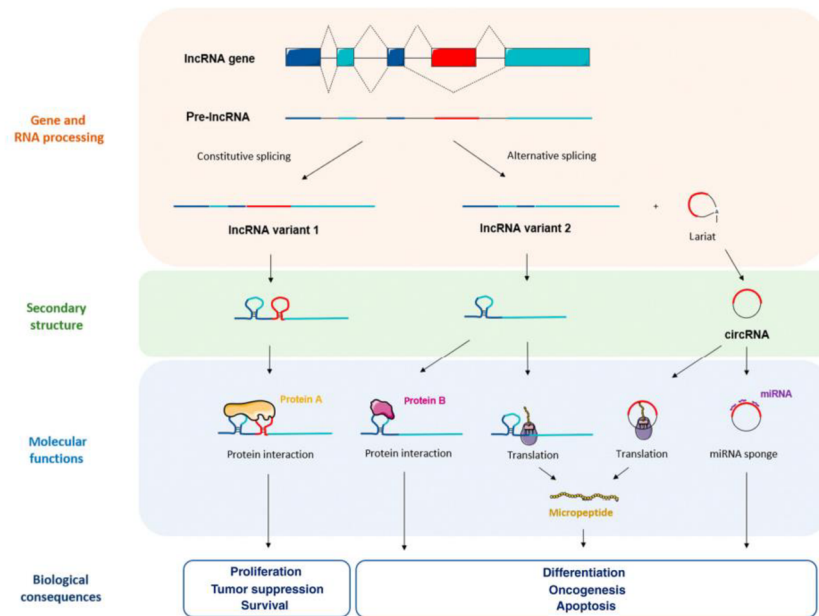 lncRNA gene
Gene and
RNA processing
Pre-lncRNA
Constitutive splicing
Alternative splicing
+
lncRNA variant 1
lncRNA variant 2
Lariat
Secondary
structure
circRNA
Molecular
functions
Protein A
Protein B
miRNA
Protein interaction
Protein interaction
Translation
Translation
miRNA sponge
Micropeptide
Biological
consequences
Proliferation
Tumor suppression
Survival
Differentiation
Oncogenesis
Apoptosis